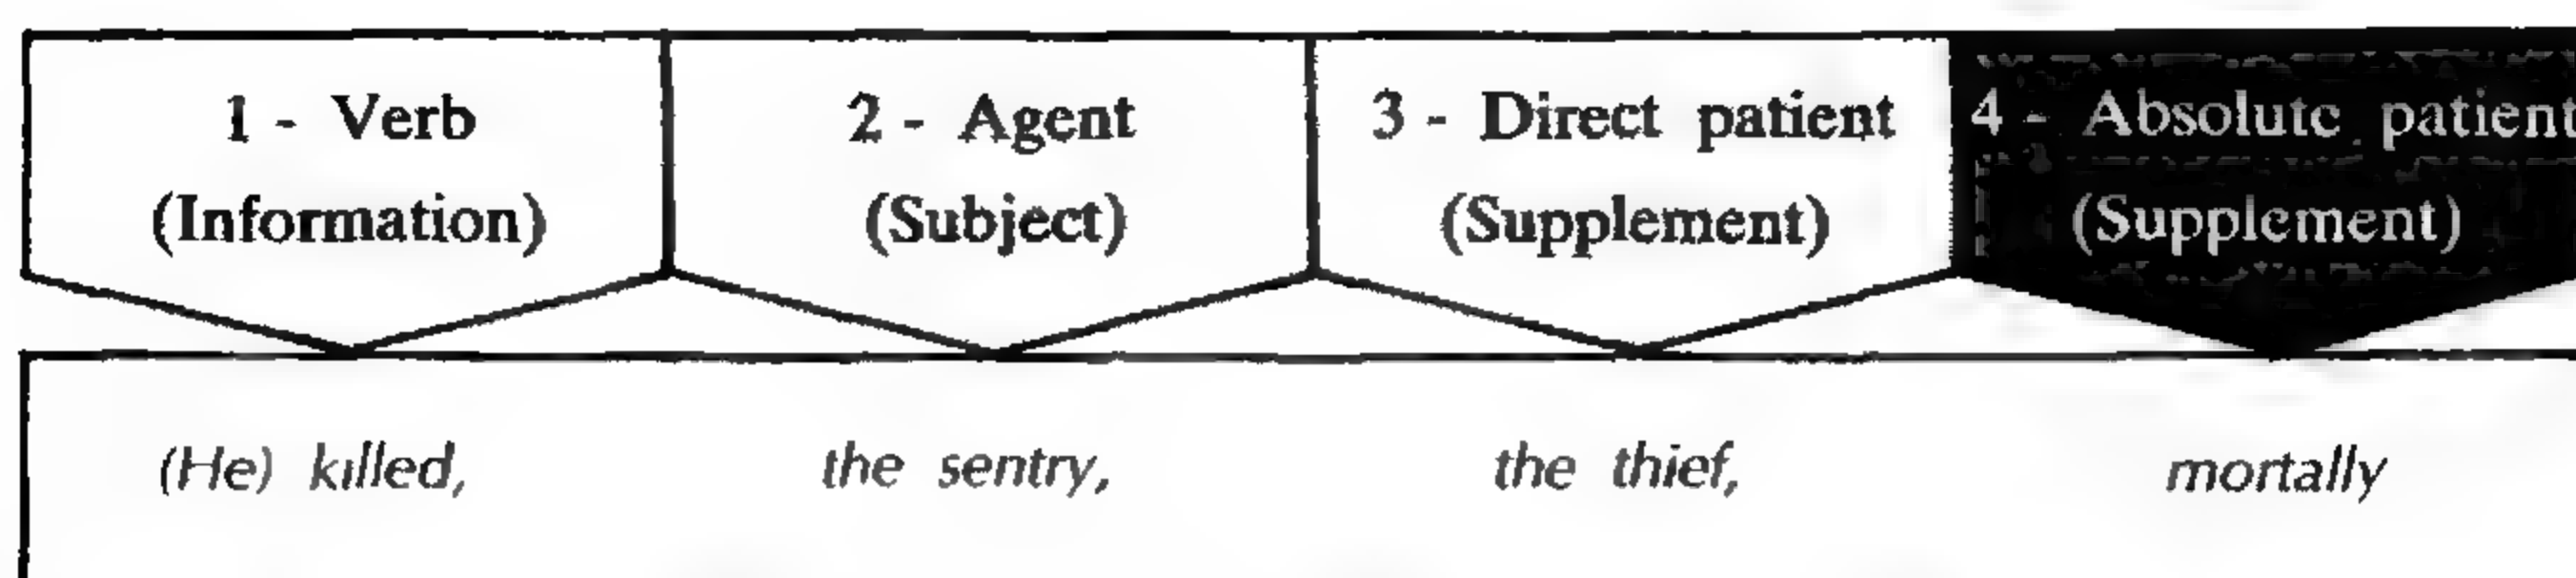 1 - Verb 2 - Agent 3 - Direct patient 4 - Absolute patient
(Information) (Subject) (Supplement) (Supplement)
(He) killed, the sentry, the thief, mortally